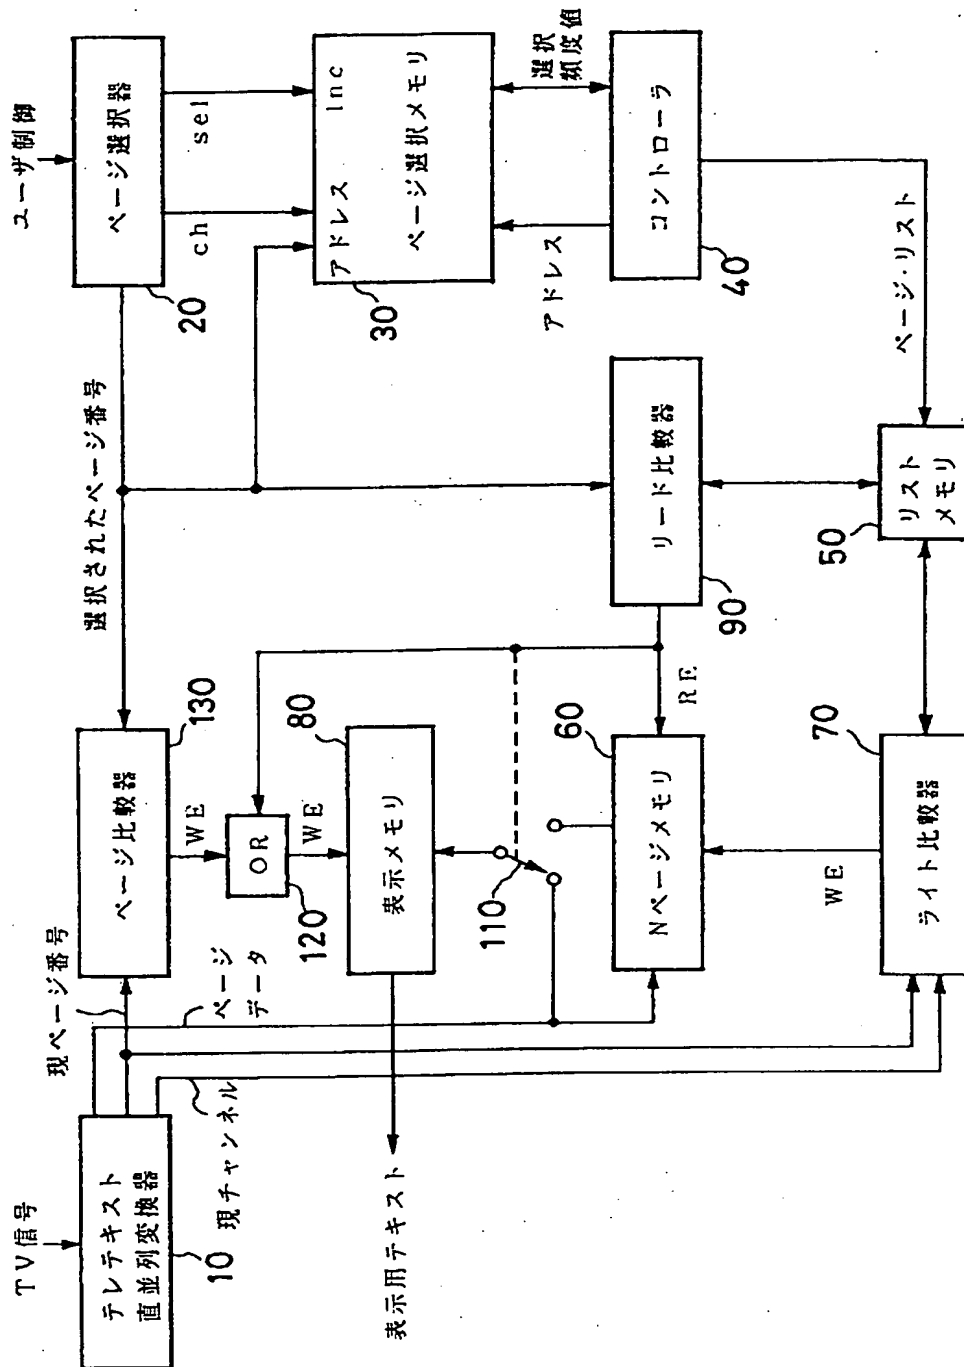 TV信号
テレテキスト
直並列変換器
10
現ページ番号
現チャンネル
ページ
データ
表示用テキスト
ページ比較器
130
WE
OR
120
WE
表示メモリ
80
110
Nページメモリ
60
RE
WE
ライト比較器
70
選択されたページ番号
リード比較器
90
リスト
メモリ
50
ユーザ制御
ページ選択器
20
ch
sel
アドレス
Inc
ページ選択メモリ
30
アドレス
選択
頻度値
コントローラ
40
ページ・リスト